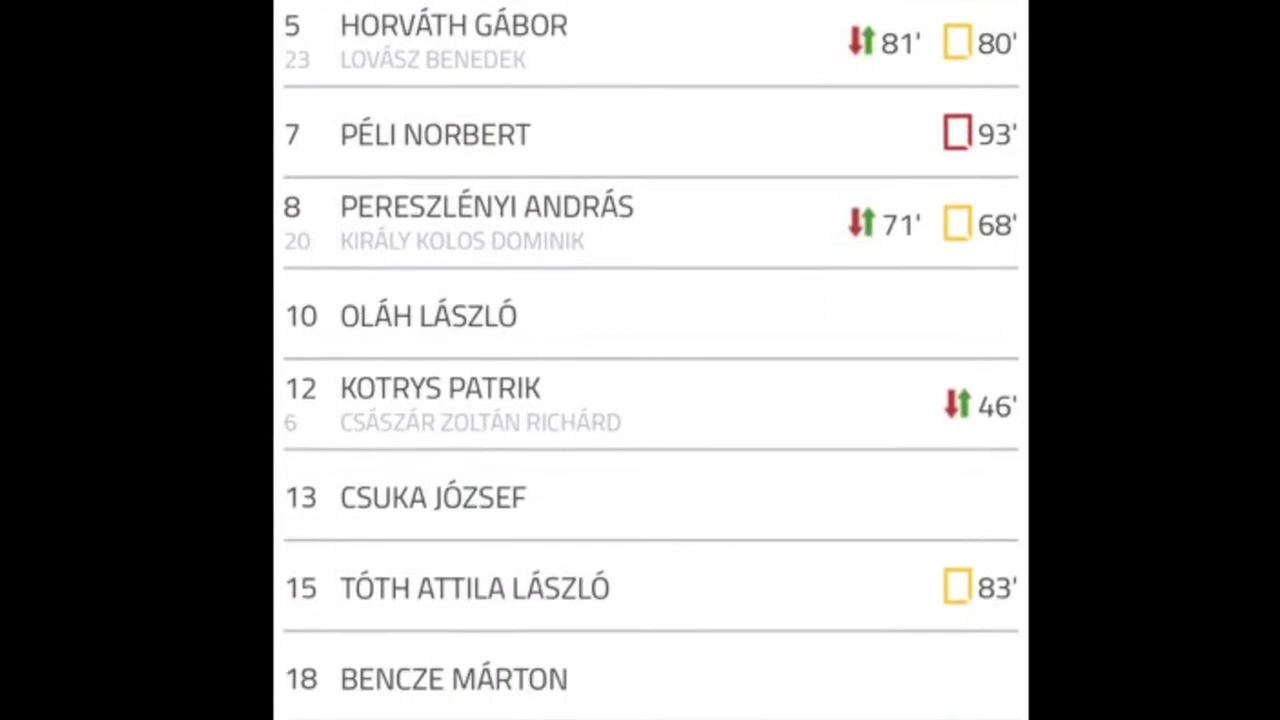 5 HORVÁTH GÁBOR
23 LOVÁSZ BENEDEK
81' 80'
7 PÉLI NORBERT 93'
8 PERESZLÉNYI ANDRÁS
20 KIRÁLY KOLOS DOMINIK
71' 68'
10 OLÁH LÁSZLÓ
12 KOTRYS PATRIK
6 CSÁSZÁR ZOLTÁN RICHÁRD
46'
13 CSUKA JÓZSEF
15 TÓTH ATTILA LÁSZLÓ 83'
18 BENCZE MÁRTON